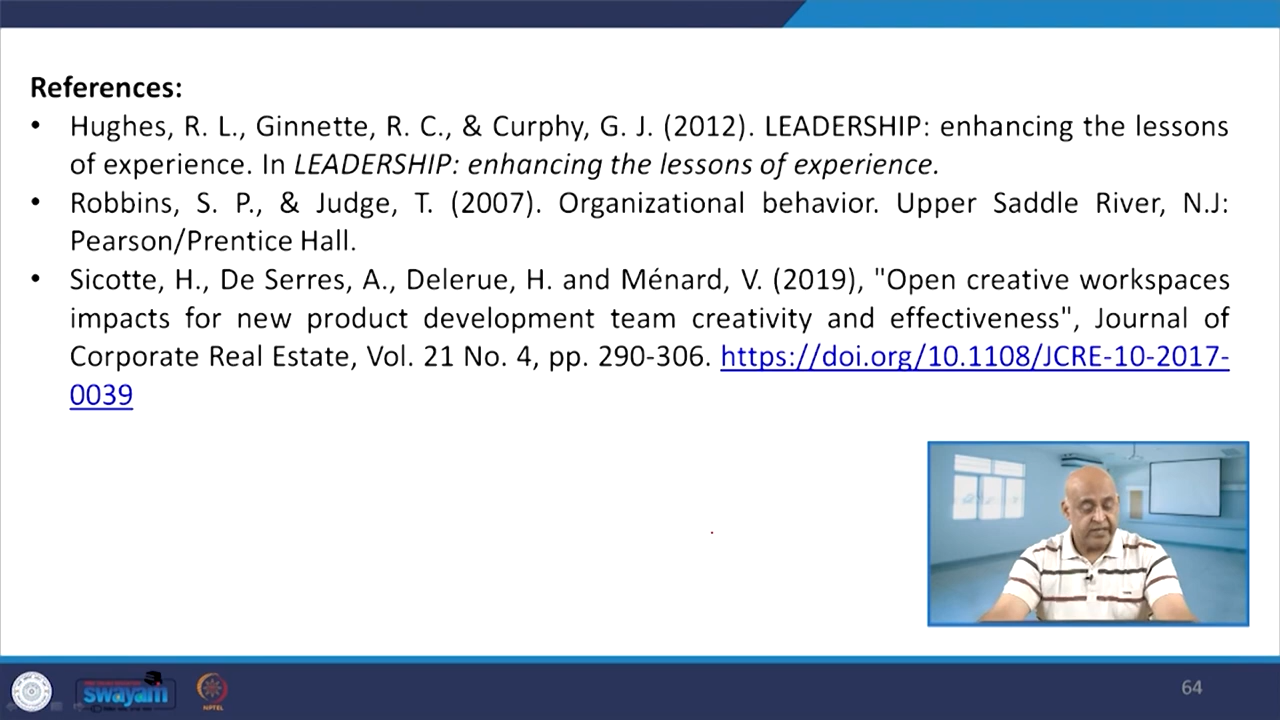 References:
• Hughes, R. L., Ginnette, R. C., & Curphy, G. J. (2012). LEADERSHIP: enhancing the lessons
of experience. In LEADERSHIP: enhancing the lessons of experience.
• Robbins, S. P., & Judge, T. (2007). Organizational behavior. Upper Saddle River, N.J:
Pearson/Prentice Hall.
• Sicotte, H., De Serres, A., Delerue, H. and Ménard, V. (2019), "Open creative workspaces
impacts for new product development team creativity and effectiveness", Journal of
Corporate Real Estate, Vol. 21 No. 4, pp. 290-306. https://doi.org/10.1108/JCRE-10-2017-
0039
swayam
NPTEL
64